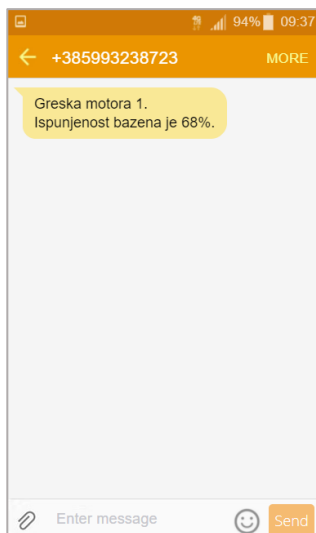 94% 09:37
+385993238723 MORE
Greska motora 1.
Ispunjenost bazena je 68%.
Enter message Send